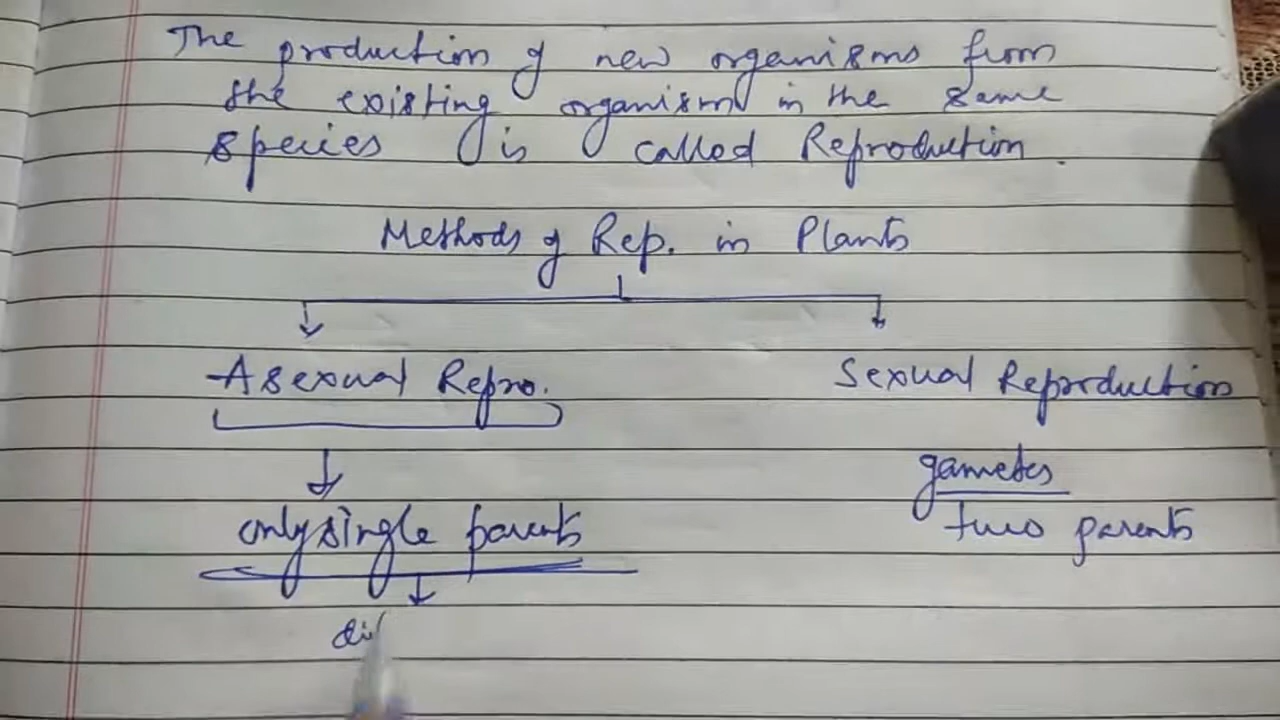 The production of new organisms from
the existing organism in the same
species is called Reproduction.
Methods of Rep. in Plants
Asexual Repro.
Sexual Reproduction
gametes
only single parents
two parents